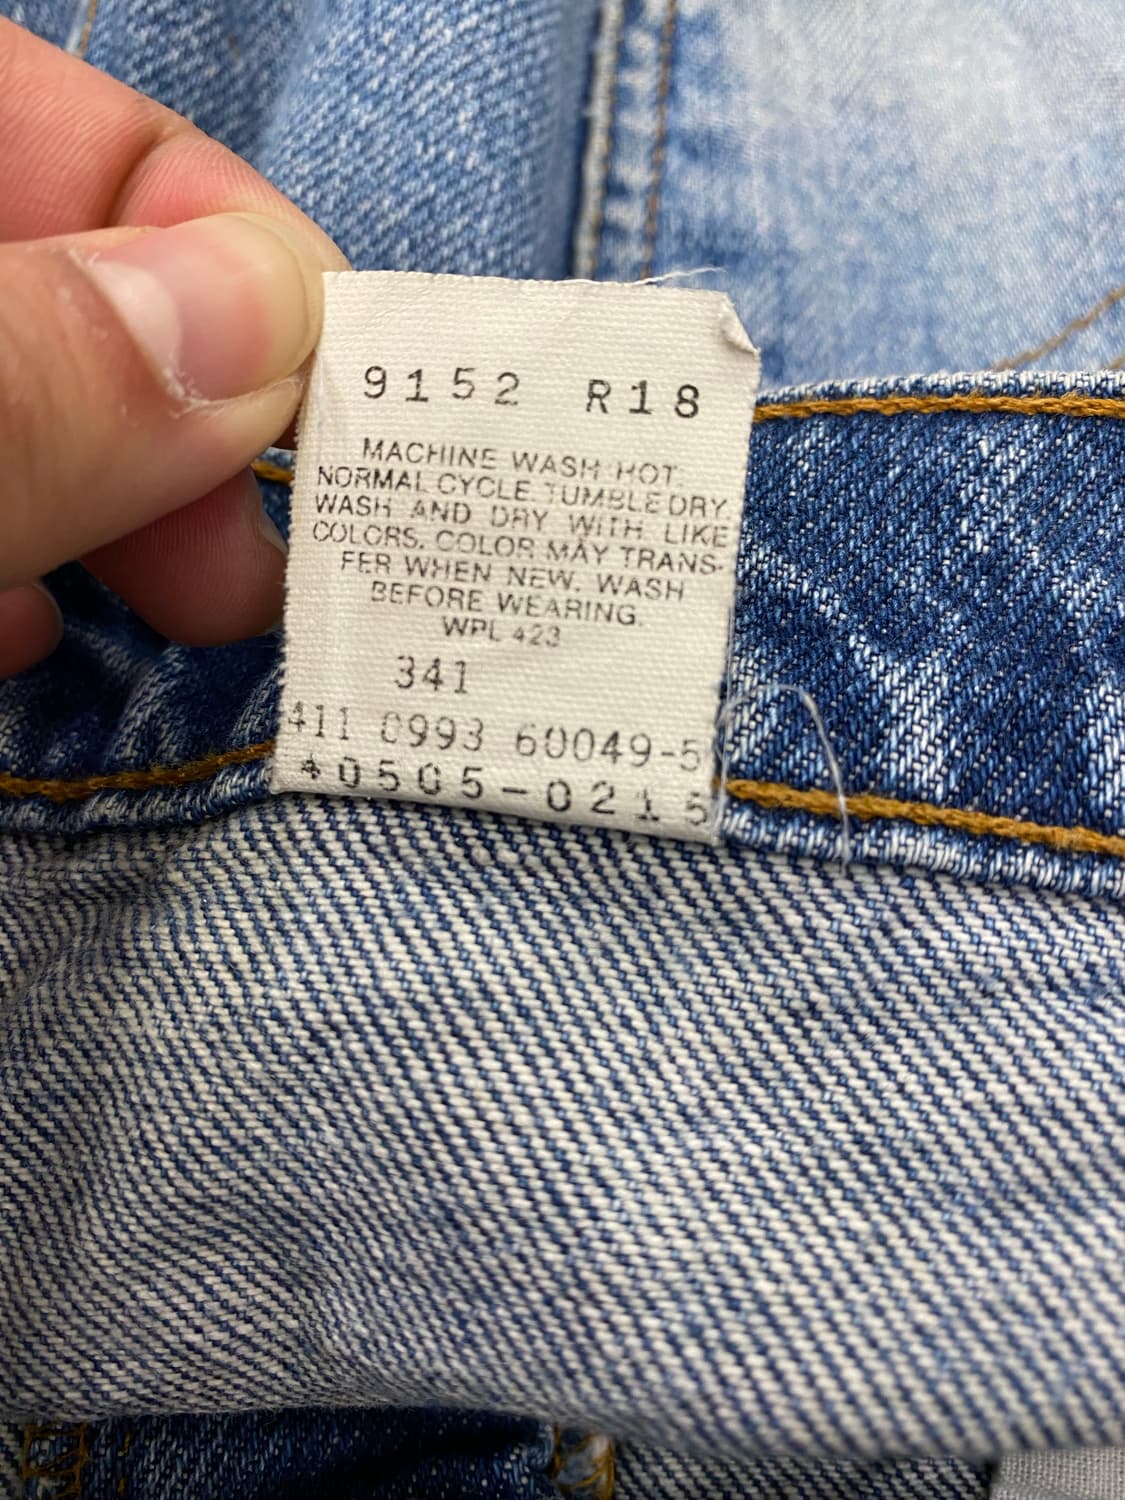 9152 R18
MACHINE WASH HOT.
NORMAL CYCLE TUMBLE DRY.
WASH AND DRY WITH LIKE
COLORS. COLOR MAY TRANS-
FER WHEN NEW. WASH
BEFORE WEARING.
WPL 423
341
411 0993 60049-5
*0505-0215